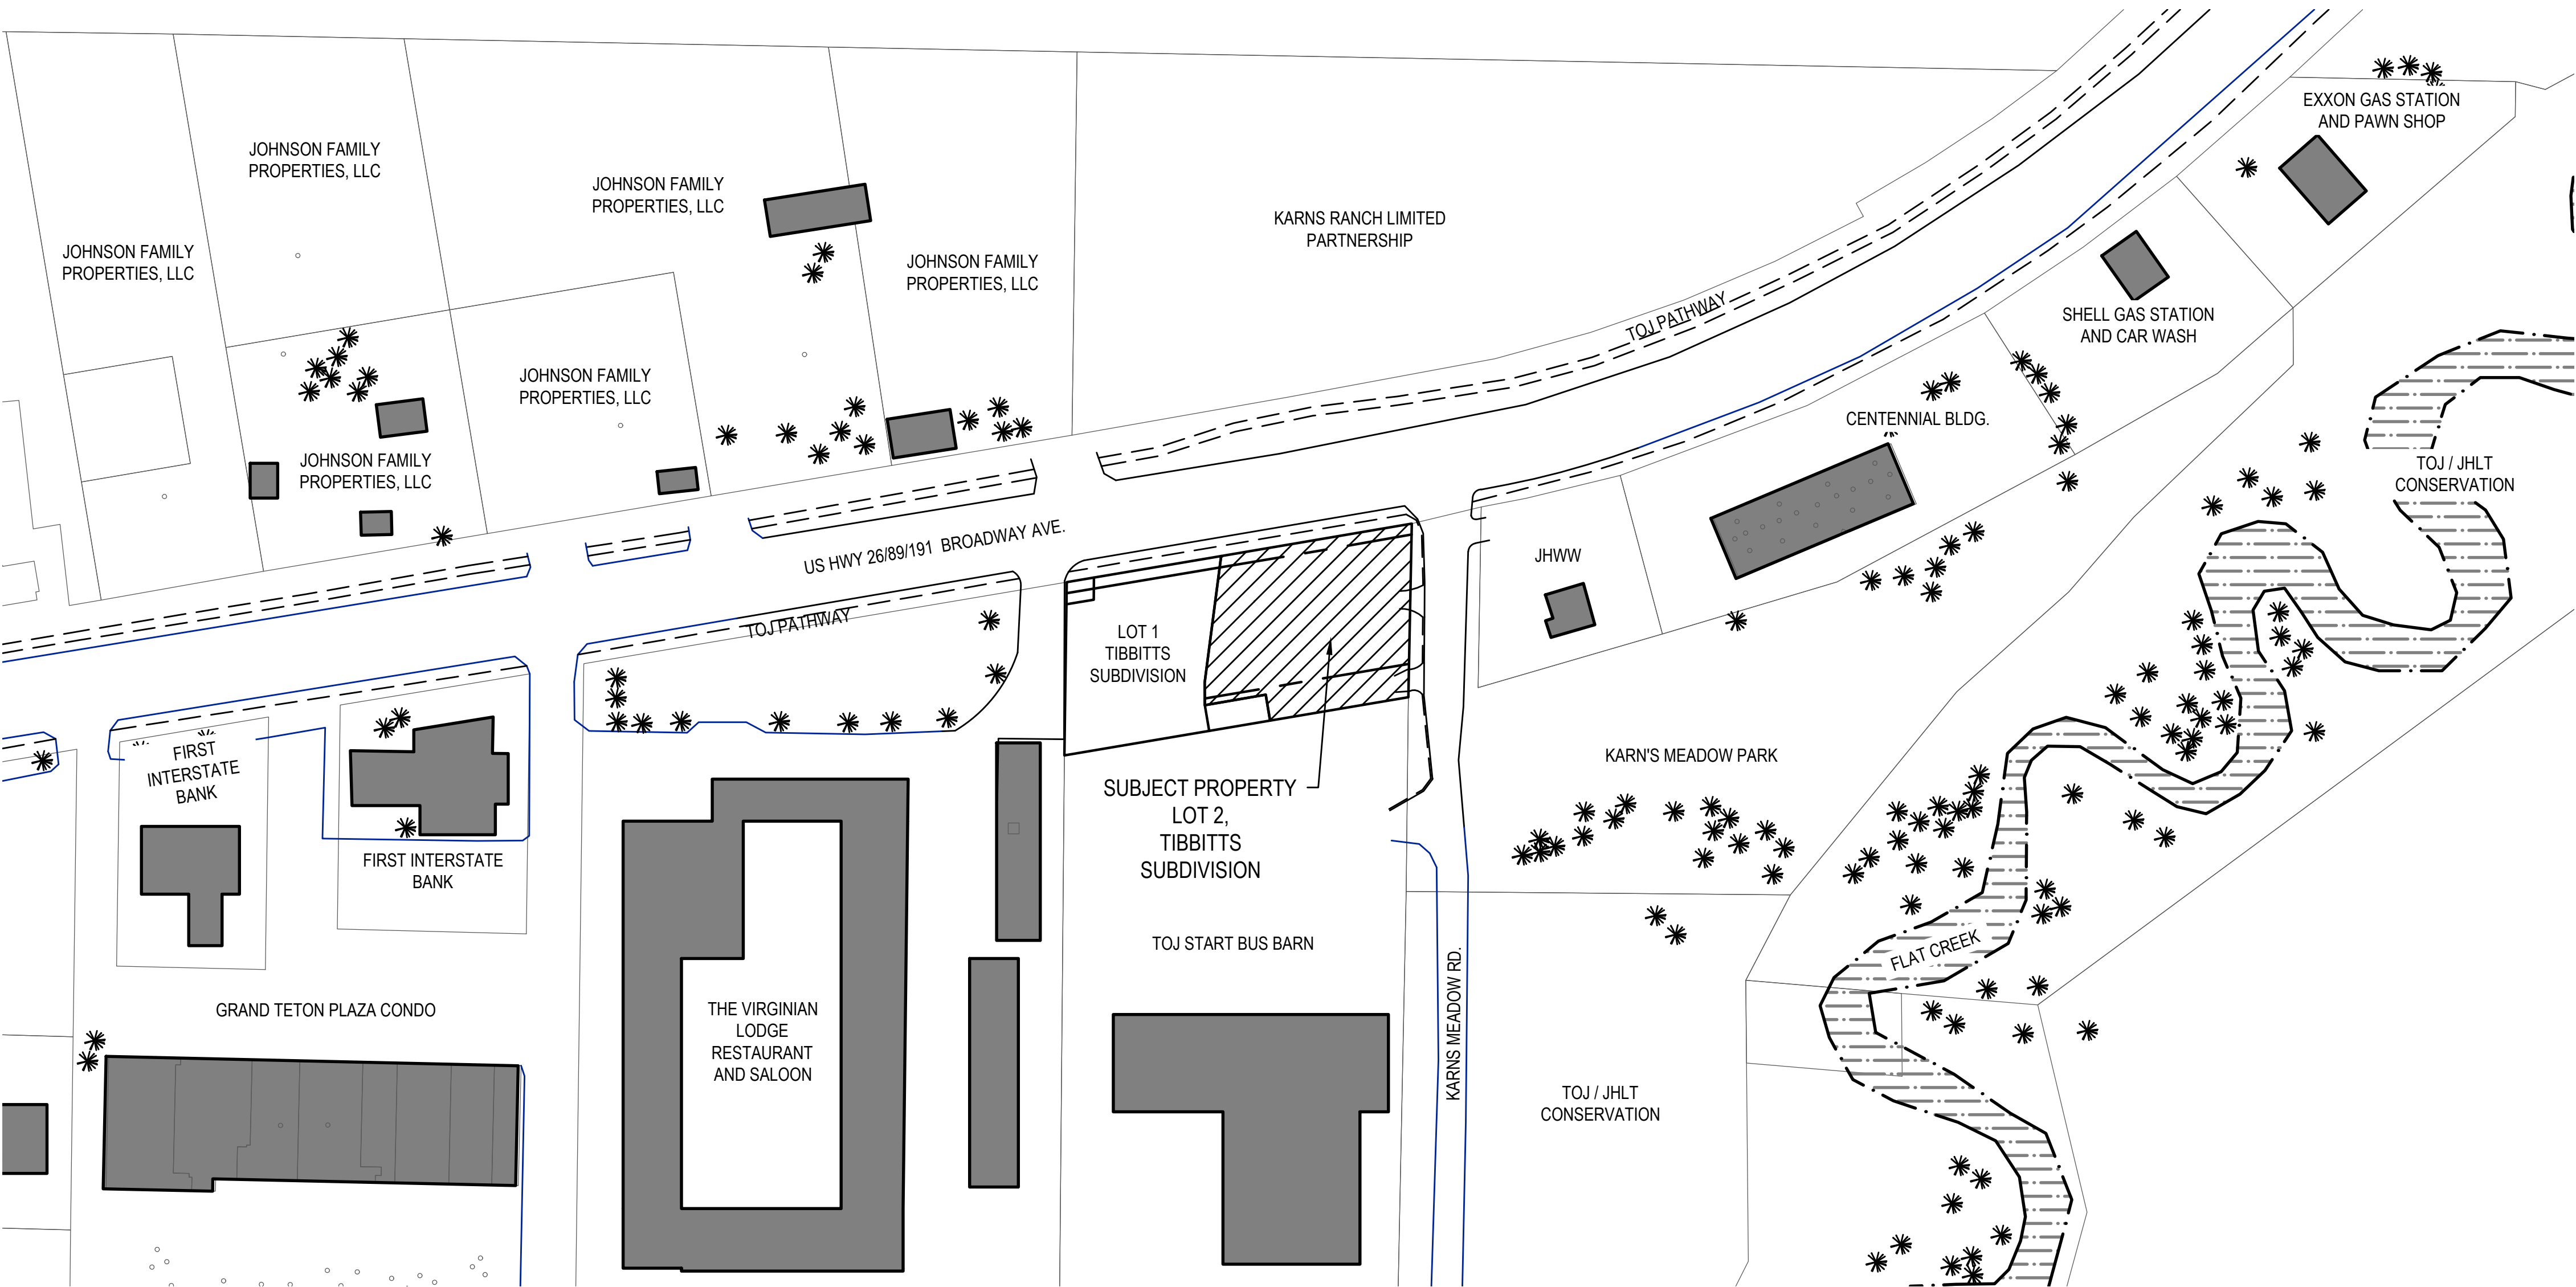 EXXON GAS STATION
AND PAWN SHOP
JOHNSON FAMILY
PROPERTIES, LLC
JOHNSON FAMILY
PROPERTIES, LLC
KARNS RANCH LIMITED
PARTNERSHIP
JOHNSON FAMILY
PROPERTIES, LLC
JOHNSON FAMILY
PROPERTIES, LLC
TOJ PATHWAY
SHELL GAS STATION
AND CAR WASH
JOHNSON FAMILY
PROPERTIES, LLC
CENTENNIAL BLDG.
JOHNSON FAMILY
PROPERTIES, LLC
TOJ / JHLT
CONSERVATION
US HWY 26/89/191 BROADWAY AVE.
JHWW
TOJ PATHWAY
LOT 1
TIBBITTS
SUBDIVISION
FIRST
INTERSTATE
BANK
KARN'S MEADOW PARK
SUBJECT PROPERTY
LOT 2,
TIBBITTS
SUBDIVISION
FIRST INTERSTATE
BANK
TOJ START BUS BARN
FLAT CREEK
GRAND TETON PLAZA CONDO
THE VIRGINIAN
LODGE
RESTAURANT
AND SALOON
KARNS MEADOW RD.
TOJ / JHLT
CONSERVATION